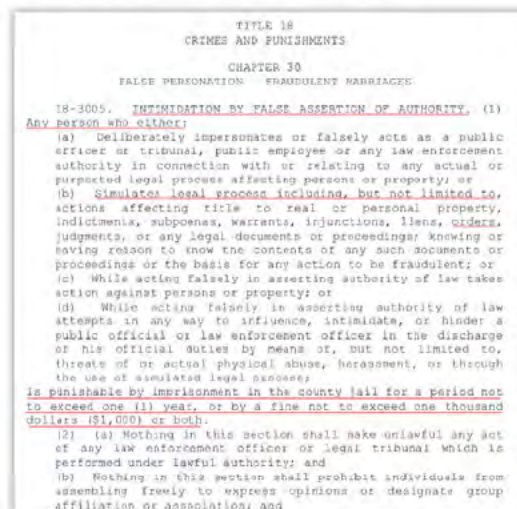 TITLE 18
CRIMES AND PUNISHMENTS
CHAPTER 30
FALSE PERSONATION FRAUDULENT MARRIAGES
18-3005. INTIMIDATION BY FALSE ASSERTION OF AUTHORITY. (1)
Any person who either:
(a) Deliberately impersonates or falsely acts as a public
officer or tribunal, public employee or any law enforcement
authority in connection with or relating to any actual or
purported legal process affecting persons or property; or
(b) Simulates legal process including, but not limited to,
actions affecting title to real or personal property,
indictments, subpoenas, warrants, injunctions, liens, orders,
judgments, or any legal documents or proceedings; knowing or
having reason to know the contents of any such documents or
proceedings or the basis for any action to be fraudulent; or
(c) While acting falsely in asserting authority of law takes
action against persons or property; or
(d) While acting falsely in asserting authority of law
attempts in any way to influence, intimidate, or hinder a
public official or law enforcement officer in the discharge
of his official duties by means of, but not limited to,
threats of or actual physical abuse, harassment, or through
the use of simulated legal process;
is punishable by imprisonment in the county jail for a period not
to exceed one (1) year, or by a fine not to exceed one thousand
dollars ($1,000) or both.
(2) (a) Nothing in this section shall make unlawful any act
of any law enforcement officer or legal tribunal which is
performed under lawful authority; and
(b) Nothing in this section shall prohibit individuals from
assembling freely to express opinions or designate group
affiliation or association; and